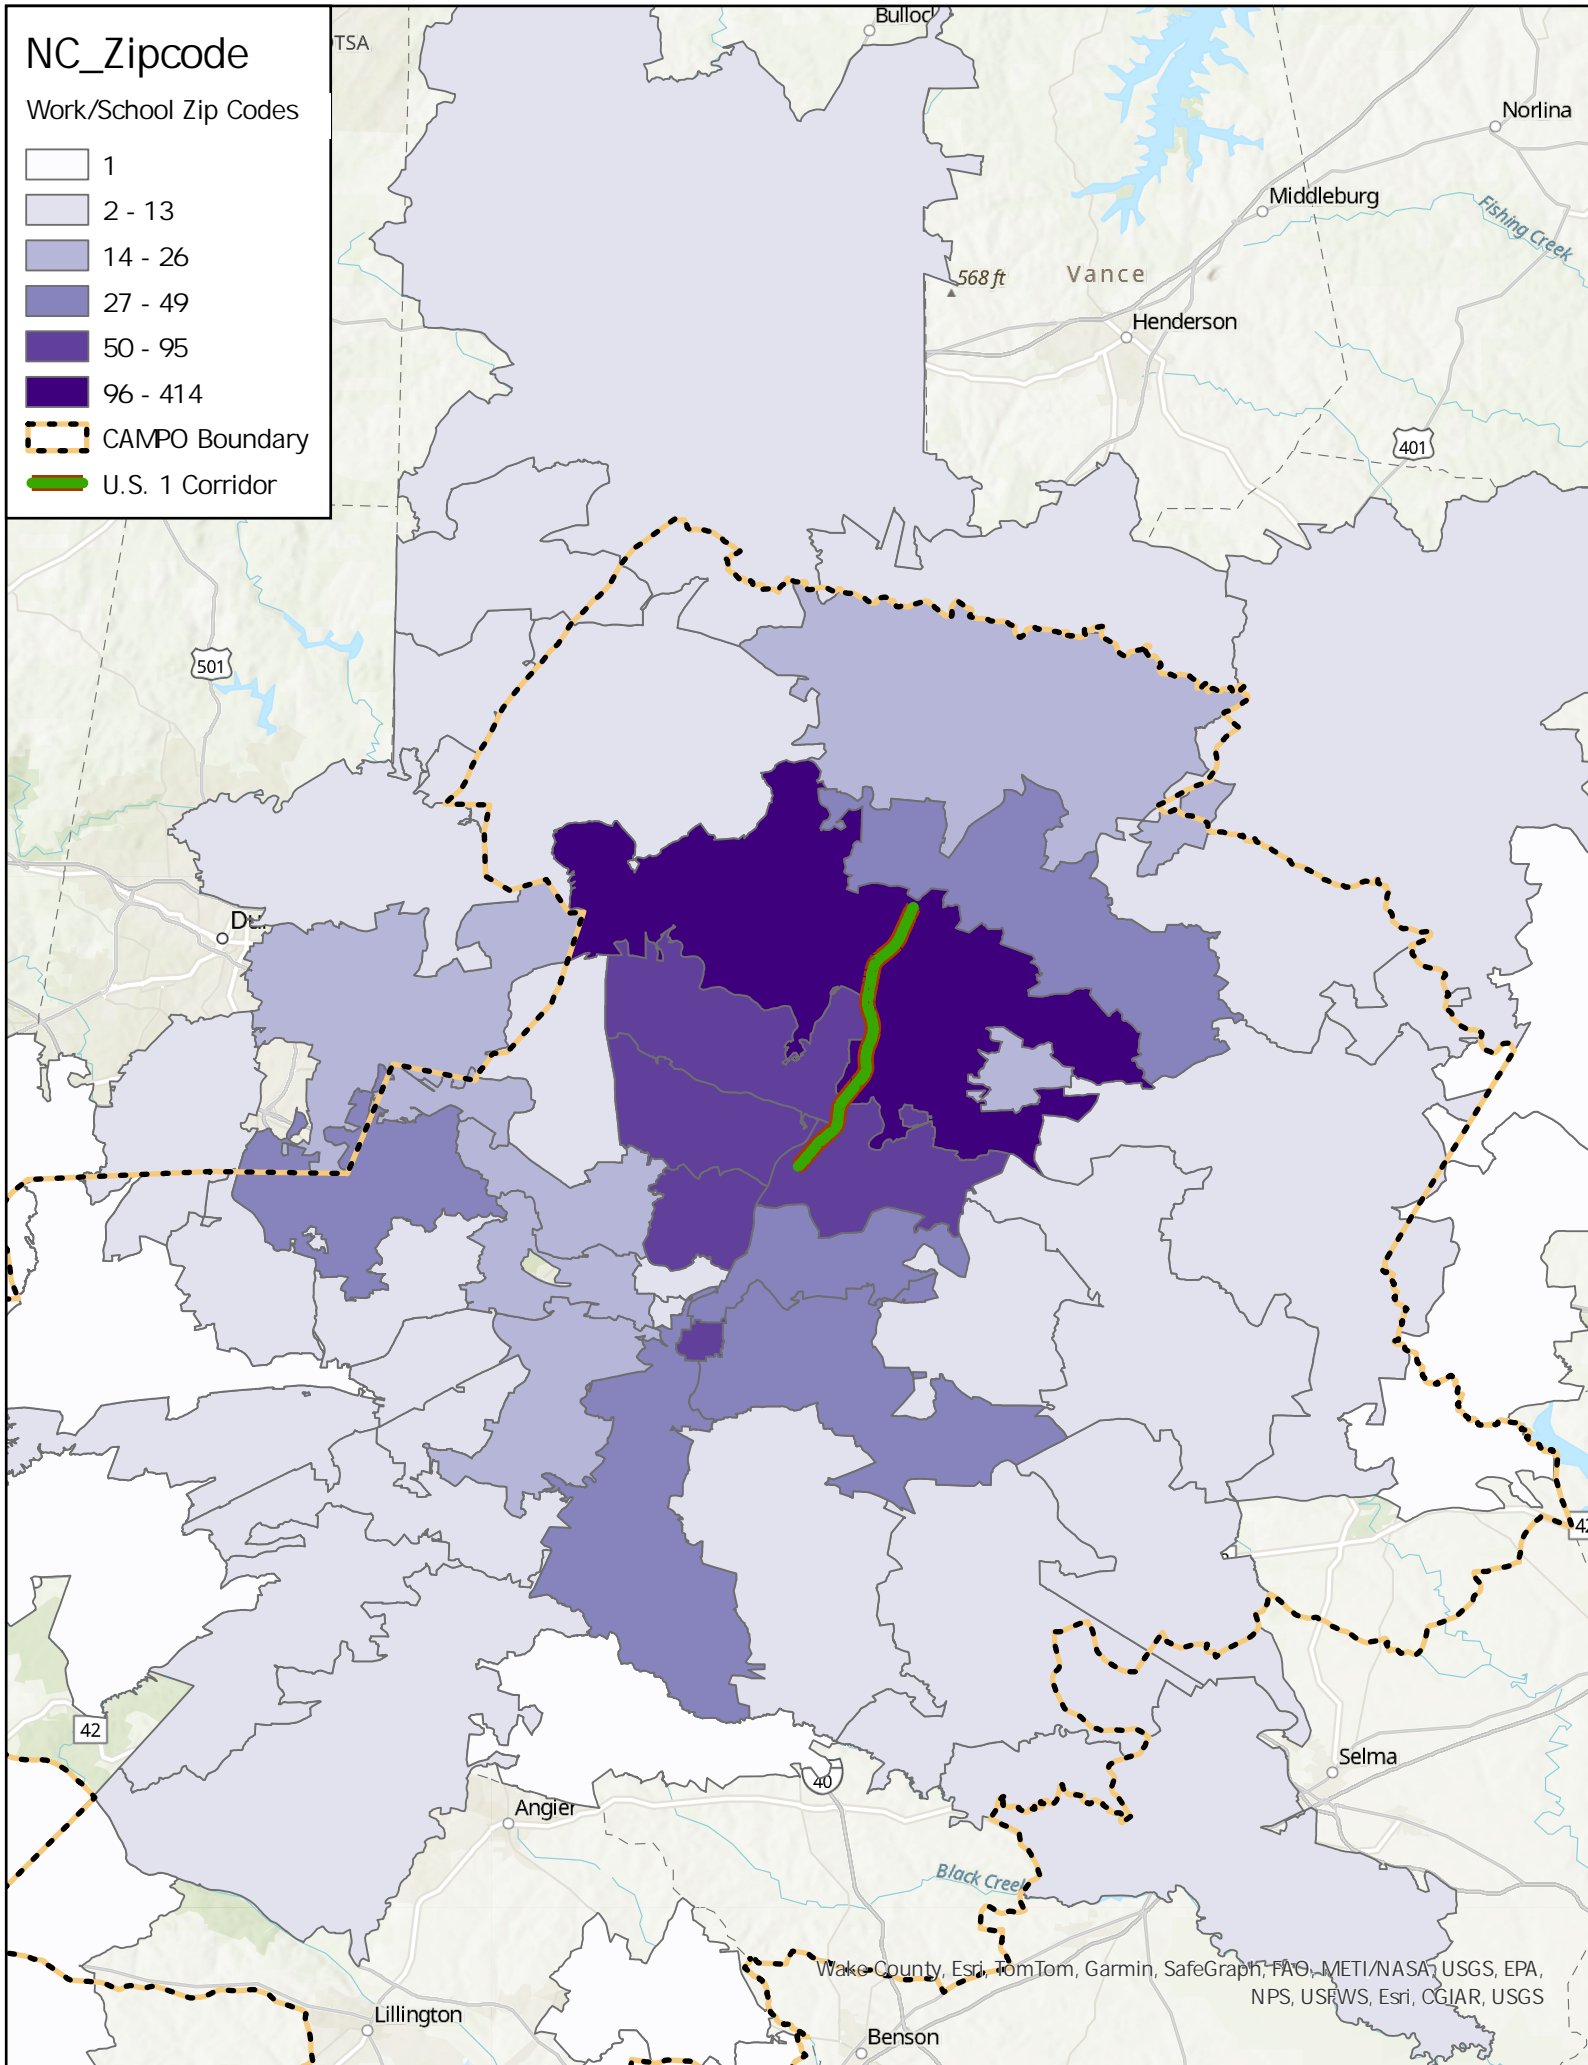 NC_Zipcode
Work/School Zip Codes
1
2 - 13
14 - 26
27 - 49
50 - 95
96 - 414
CAMPO Boundary
U.S. 1 Corridor
Norlina
Middleburg
Fishing Creek
568 ft
Vance
Henderson
401
501
42
Selma
40
Angier
Black Creek
Wake County, Esri, TomTom, Garmin, SafeGraph, FAO, METI/NASA, USGS, EPA,
NPS, USFWS, Esri, CGIAR, USGS
Lillington
Benson